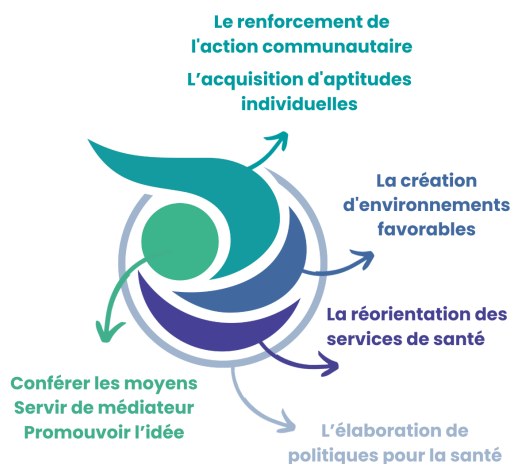 Le renforcement de
l'action communautaire
L'acquisition d'aptitudes
individuelles
La création
d'environnements
favorables
La réorientation des
services de santé
Conférer les moyens
Servir de médiateur
Promouvoir l'idée
L'élaboration de
politiques pour la santé